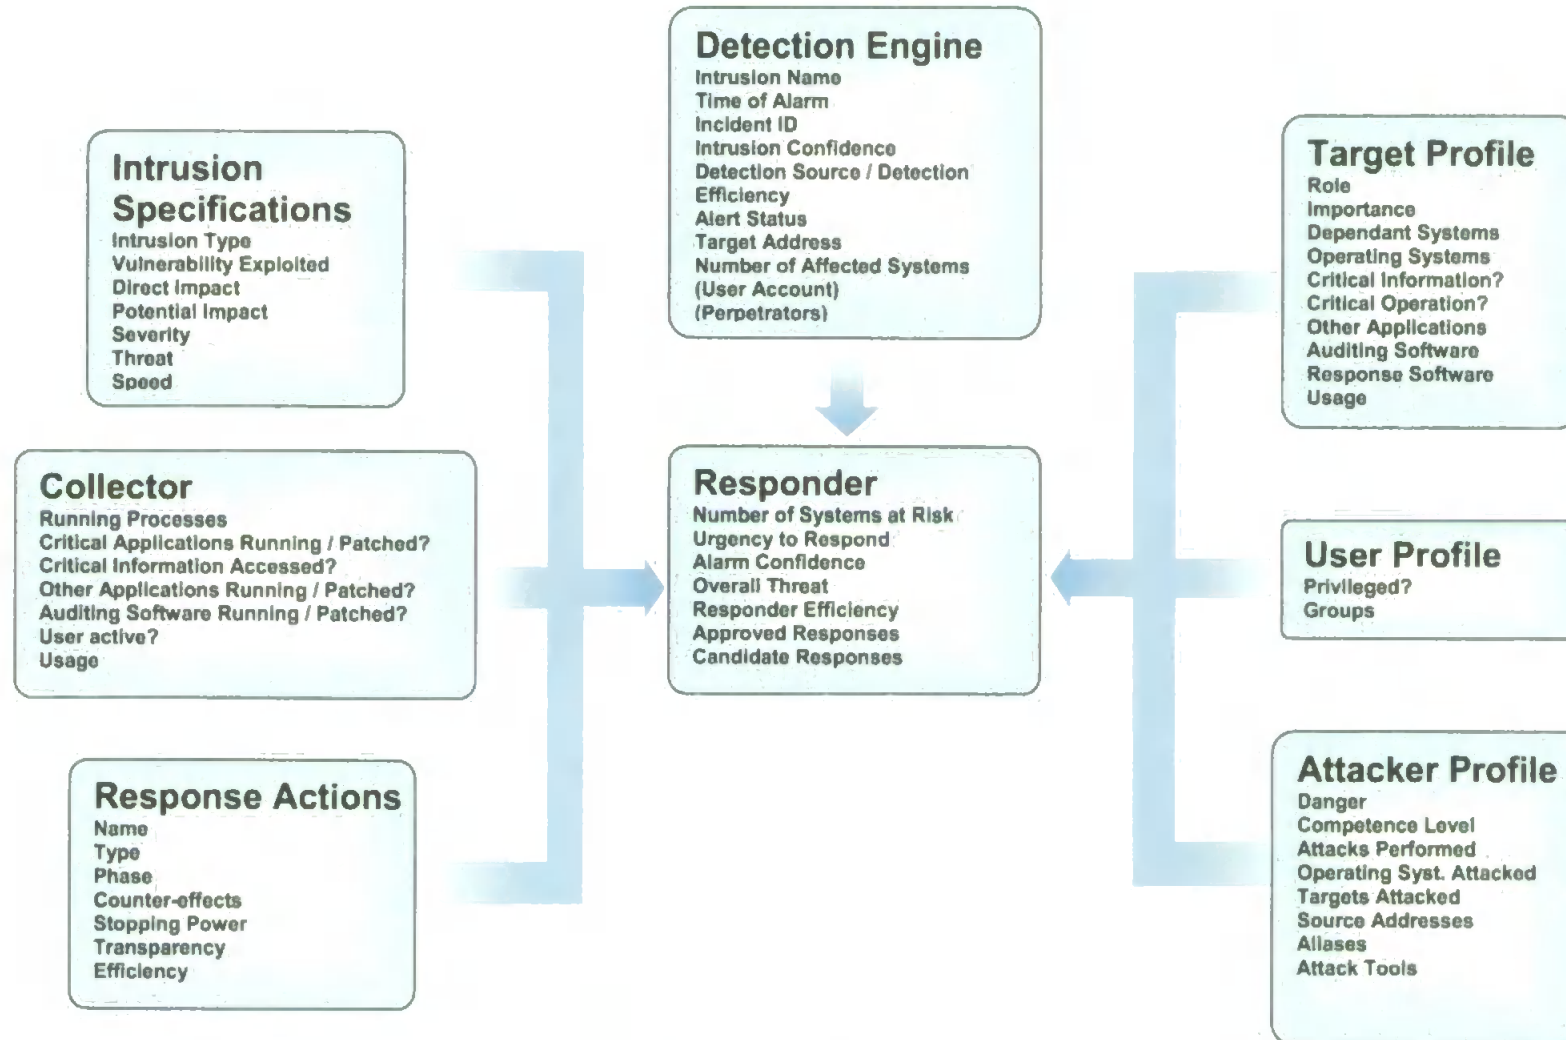 Detection Engine
Intrusion Name
Time of Alarm
Incident ID
Intrusion Confidence
Detection Source / Detection
Efficiency
Alert Status
Target Address
Number of Affected Systems
(User Account)
(Perpetrators)
Intrusion
Specifications
Intrusion Type
Vulnerability Exploited
Direct Impact
Potential Impact
Severity
Threat
Speed
Target Profile
Role
Importance
Dependant Systems
Operating Systems
Critical Information?
Critical Operation?
Other Applications
Auditing Software
Response Software
Usage
Collector
Running Processes
Critical Applications Running / Patched?
Critical Information Accessed?
Other Applications Running / Patched?
Auditing Software Running / Patched?
User active?
Usage
Responder
Number of Systems at Risk
Urgency to Respond
Alarm Confidence
Overall Threat
Responder Efficiency
Approved Responses
Candidate Responses
User Profile
Privileged?
Groups
Response Actions
Name
Type
Phase
Counter-effects
Stopping Power
Transparency
Efficiency
Attacker Profile
Danger
Competence Level
Attacks Performed
Operating Syst. Attacked
Targets Attacked
Source Addresses
Aliases
Attack Tools